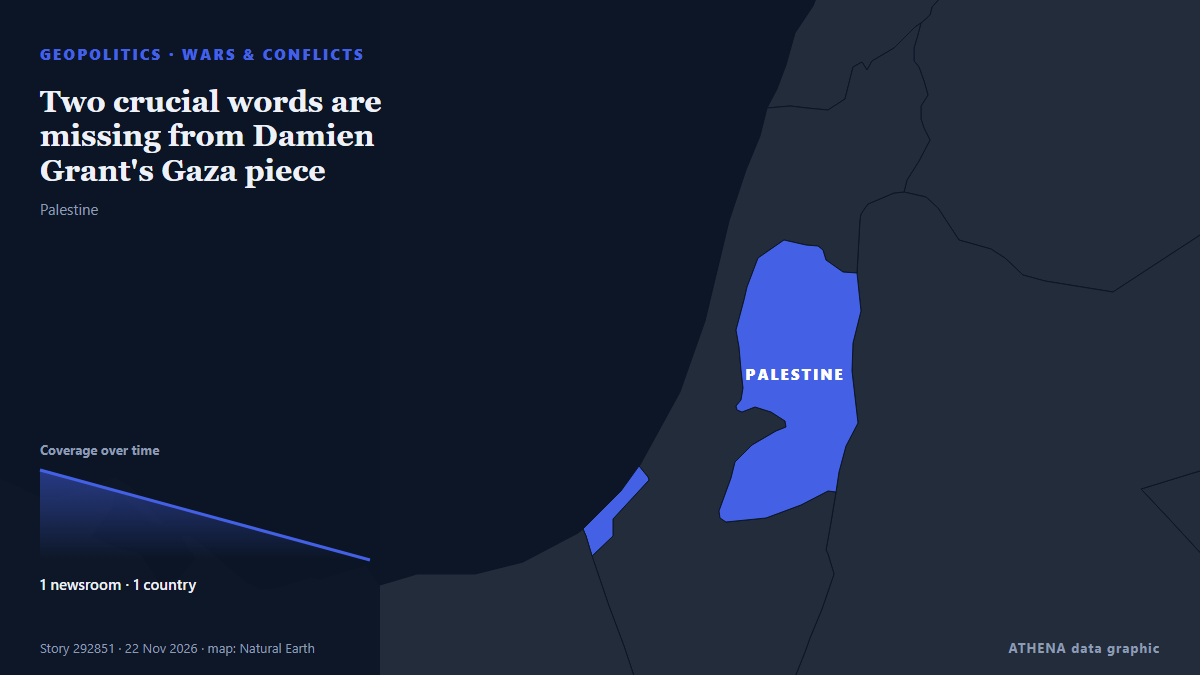 GEOPOLITICS · WARS & CONFLICTS
Two crucial words are
missing from Damien
Grant's Gaza piece
Palestine
PALESTINE
Coverage over time
1 newsroom · 1 country
Story 292851 · 22 Nov 2026 · map: Natural Earth
ATHENA data graphic